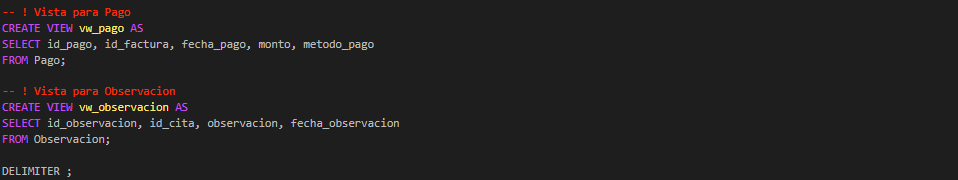 -- ! Vista para Pago
CREATE VIEW vw_pago AS
SELECT id_pago, id_factura, fecha_pago, monto, metodo_pago
FROM Pago;
-- ! Vista para Observacion
CREATE VIEW vw_observacion AS
SELECT id_observacion, id_cita, observacion, fecha_observacion
FROM Observacion;
DELIMITER ;